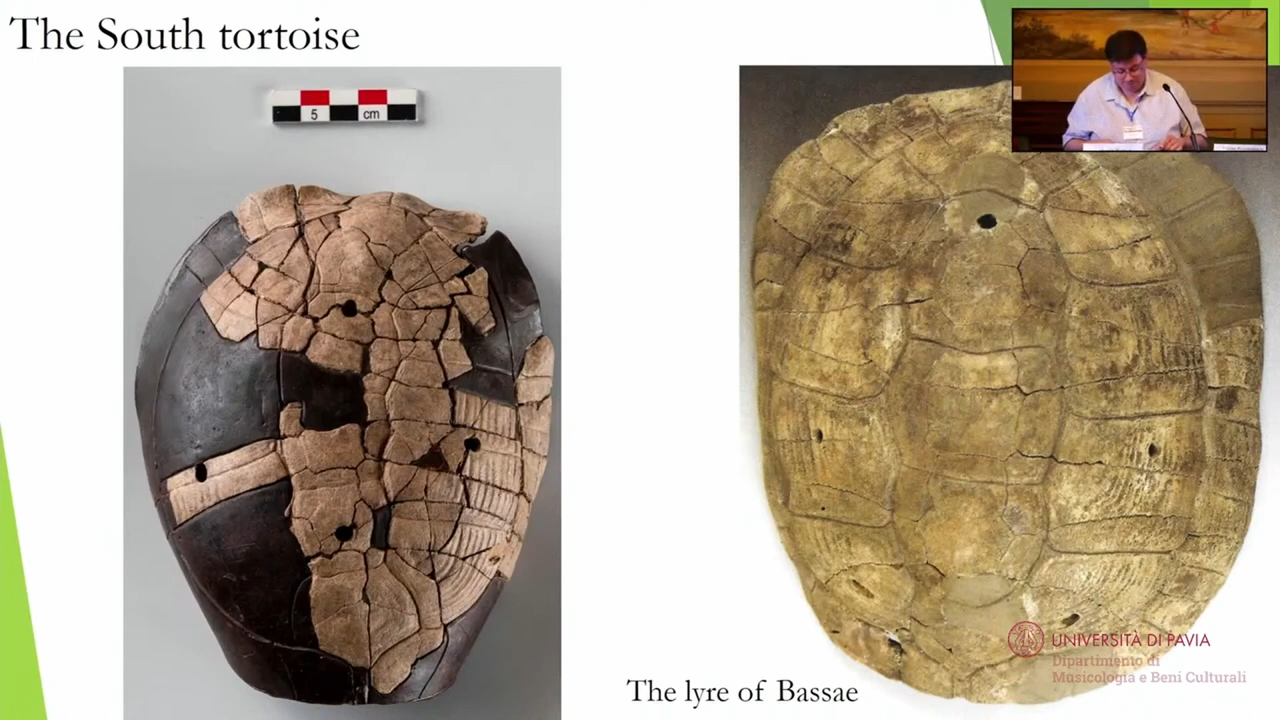 The South tortoise
5 cm
The lyre of Bassae
UNIVERSITÀ DI PAVIA
Dipartimento di
Musicologia e Beni Culturali